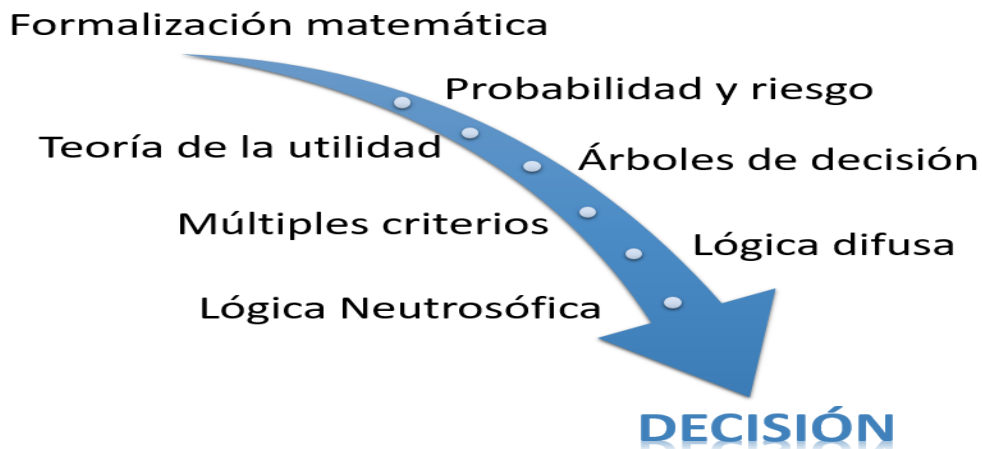 Formalización matemática
Probabilidad y riesgo
Teoría de la utilidad
Árboles de decisión
Múltiples criterios
Lógica difusa
Lógica Neutrosófica
DECISIÓN